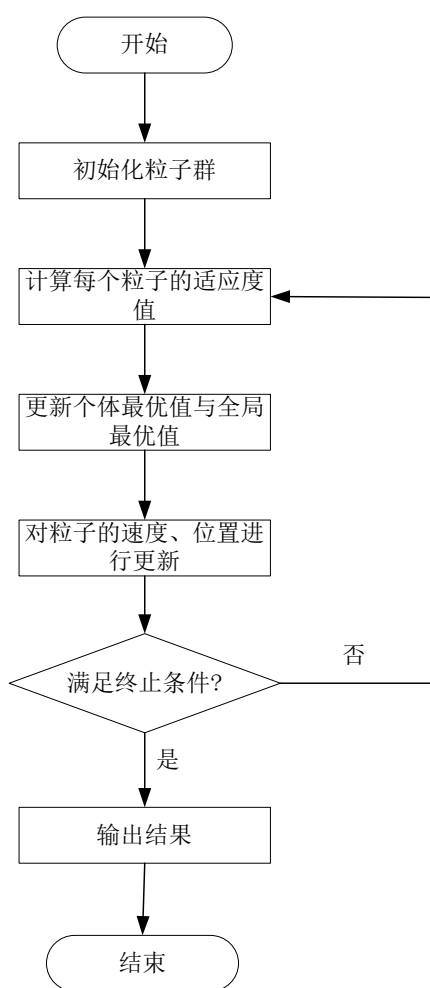 开始
初始化粒子群
计算每个粒子的适应度
值
更新个体最优值与全局
最优值
对粒子的速度、位置进
行更新
满足终止条件?
否
是
输出结果
结束